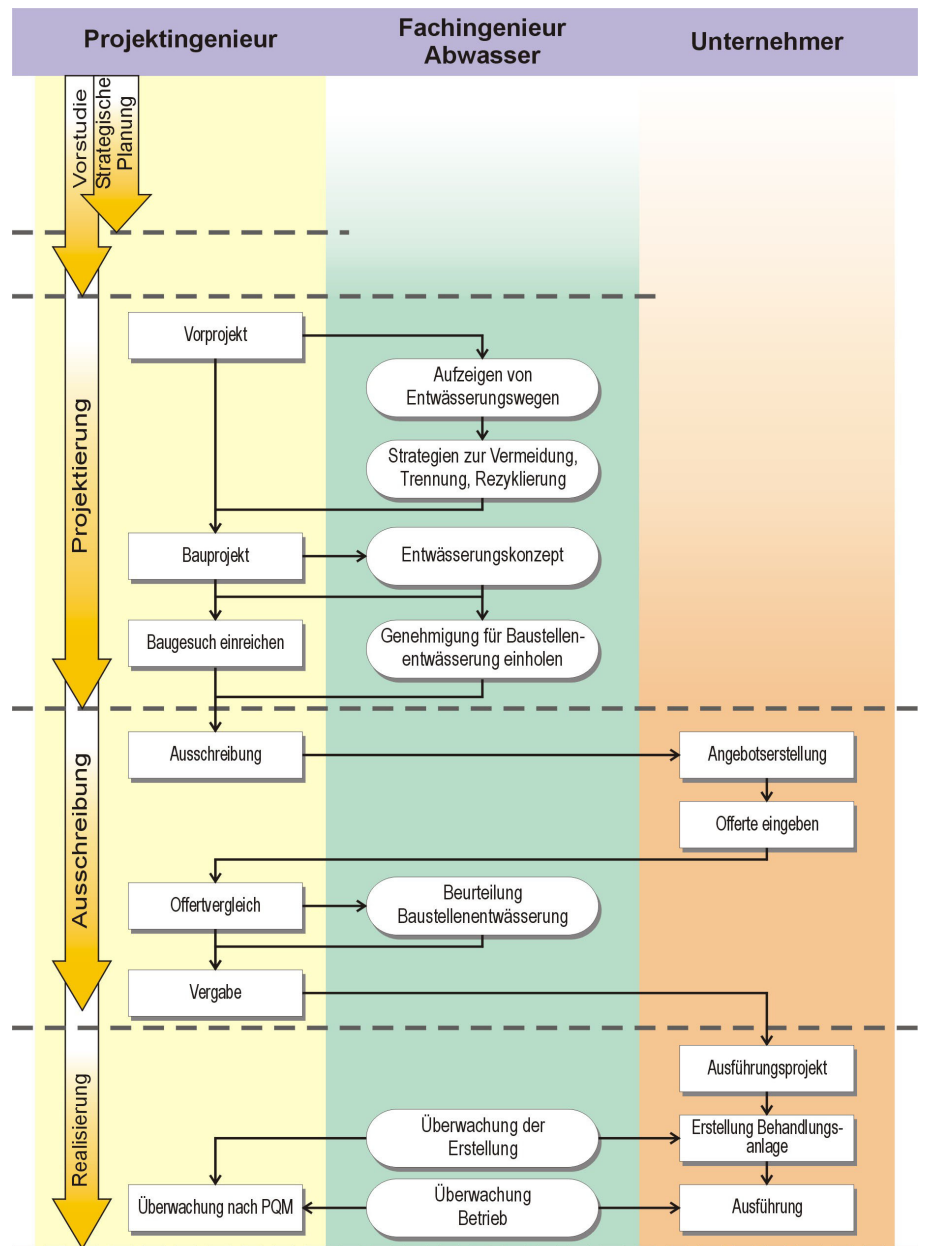 Projektingenieur
Fachingenieur
Abwasser
Unternehmer
Vorstudie
Strategische
Planung
Projektierung
Vorprojekt
Aufzeigen von
Entwässerungswegen
Strategien zur Vermeidung,
Trennung, Rezyklierung
Bauprojekt
Entwässerungskonzept
Baugesuch einreichen
Genehmigung für Baustellen-
entwässerung einholen
Ausschreibung
Ausschreibung
Angebotserstellung
Offerte eingeben
Offertvergleich
Beurteilung
Baustellenentwässerung
Vergabe
Realisierung
Ausführungsprojekt
Überwachung der
Erstellung
Erstellung Behandlungs-
anlage
Überwachung nach PQM
Überwachung
Betrieb
Ausführung